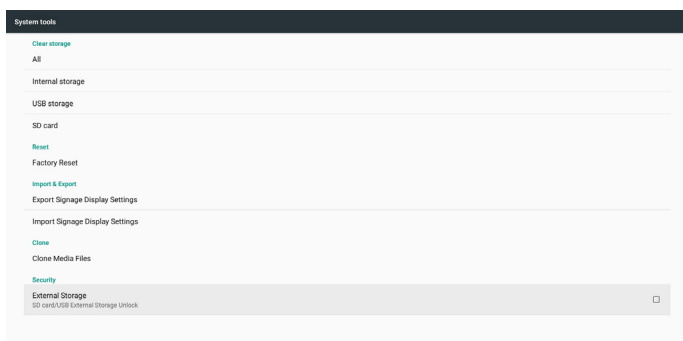 System tools
Clear storage
All
Internal storage
USB storage
SD card
Reset
Factory Reset
Import & Export
Export Signage Display Settings
Import Signage Display Settings
Clone
Clone Media Files
Security
External Storage
SD card/USB External Storage Unlock